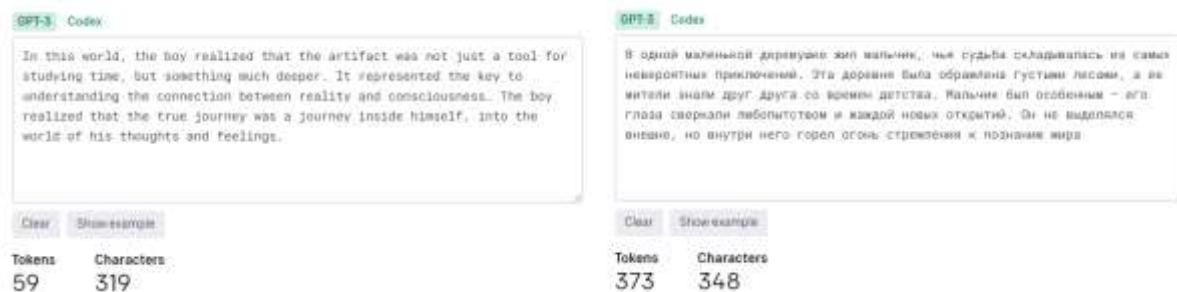 GPT-3 Codex
In this world, the boy realized that the artifact was not just a tool for
studying time, but something much deeper. It represented the key to
understanding the connection between reality and consciousness. The boy
realized that the true journey was a journey inside himself, into the
world of his thoughts and feelings.
Clear Show example
Tokens Characters
59 319
GPT-3 Codex
В одной маленькой деревушке жил мальчик, чья судьба складывалась из самых
невероятных приключений. Эта деревня была обрамлена густыми лесами, а ее
жители знали друг друга со времен детства. Мальчик был особенным – его
глаза сверкали любопытством и жаждой новых открытий. Он не выделялся
внешне, но внутри него горел огонь стремления к познанию мира
Clear Show example
Tokens Characters
373 348